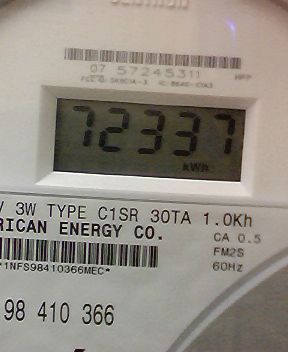 07 57245311
72337
kWh
V 3W TYPE C1SR 30TA 1.0Kh
RICAN ENERGY CO.
CA 0.5
FM2S
60Hz
*1NFS98410366MEC*
98 410 366